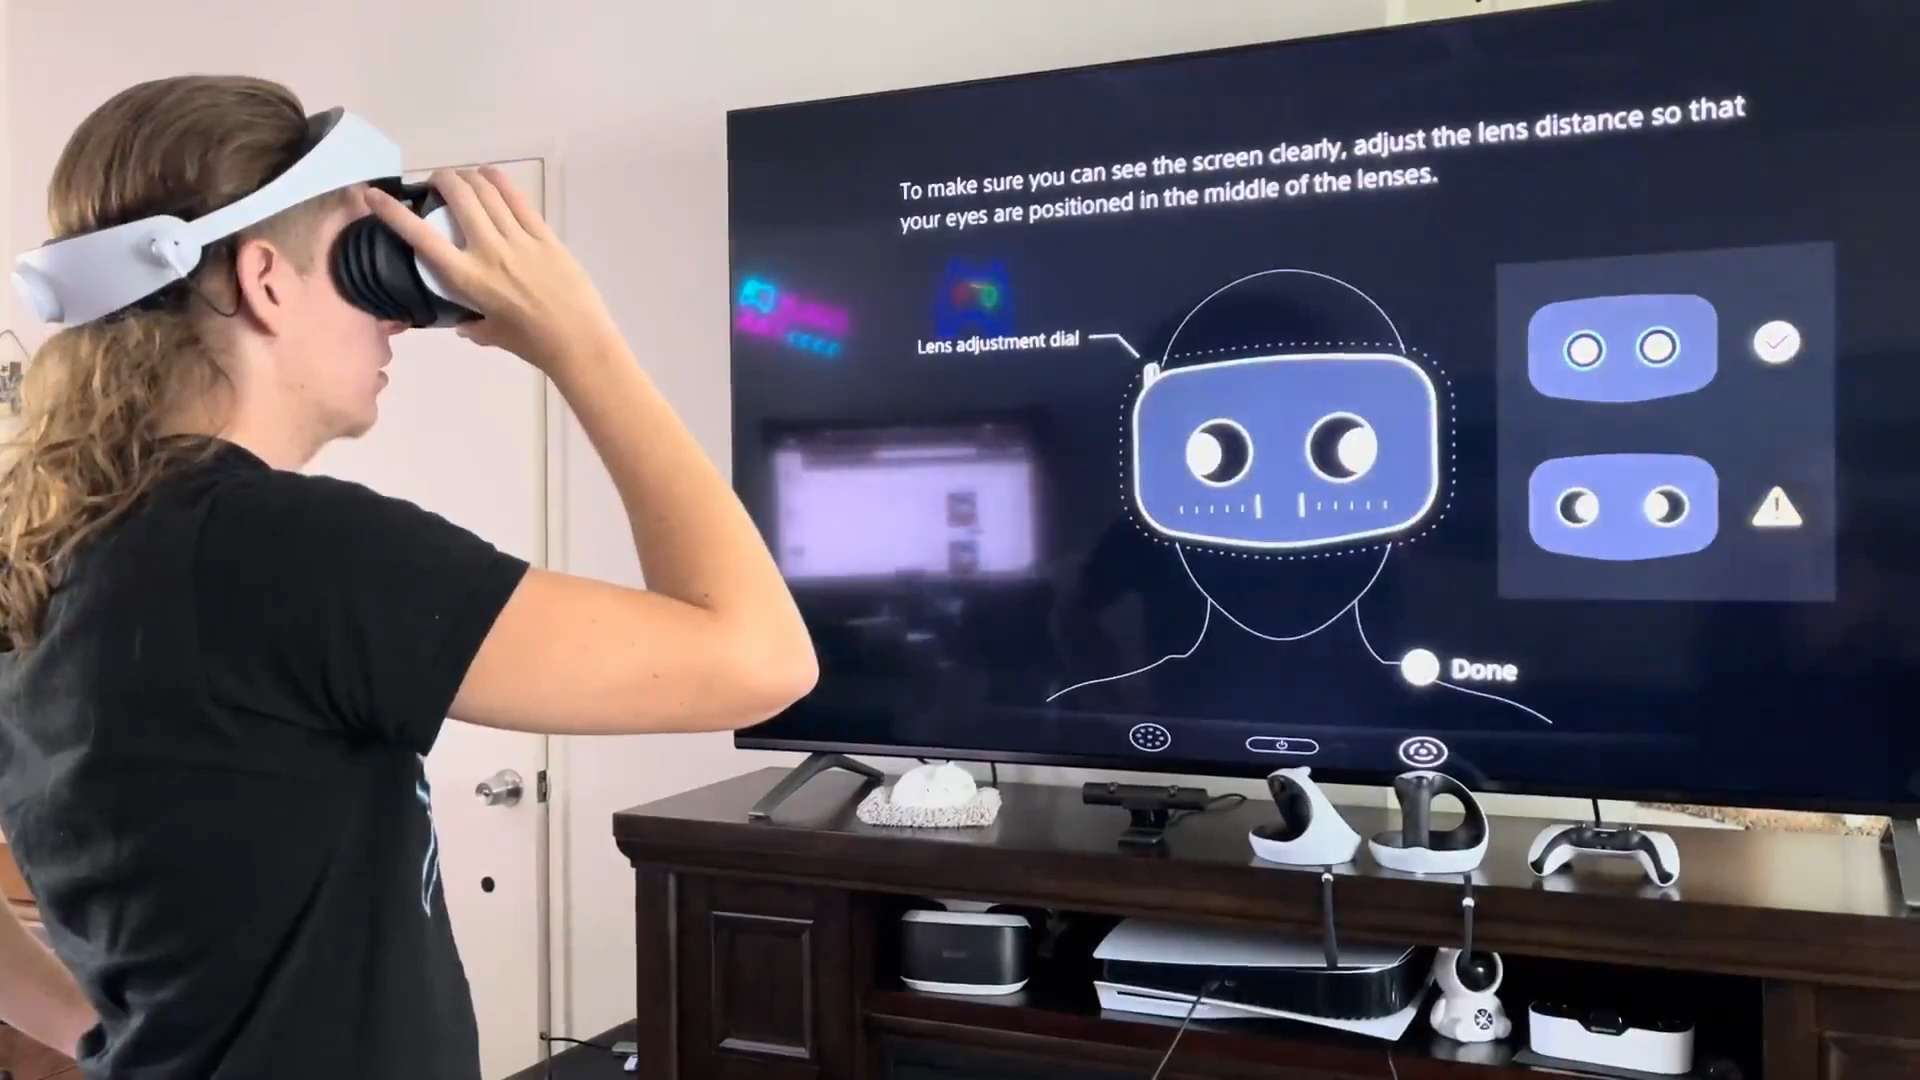 To make sure you can see the screen clearly, adjust the lens distance so that
your eyes are positioned in the middle of the lenses.
Lens adjustment dial
Done